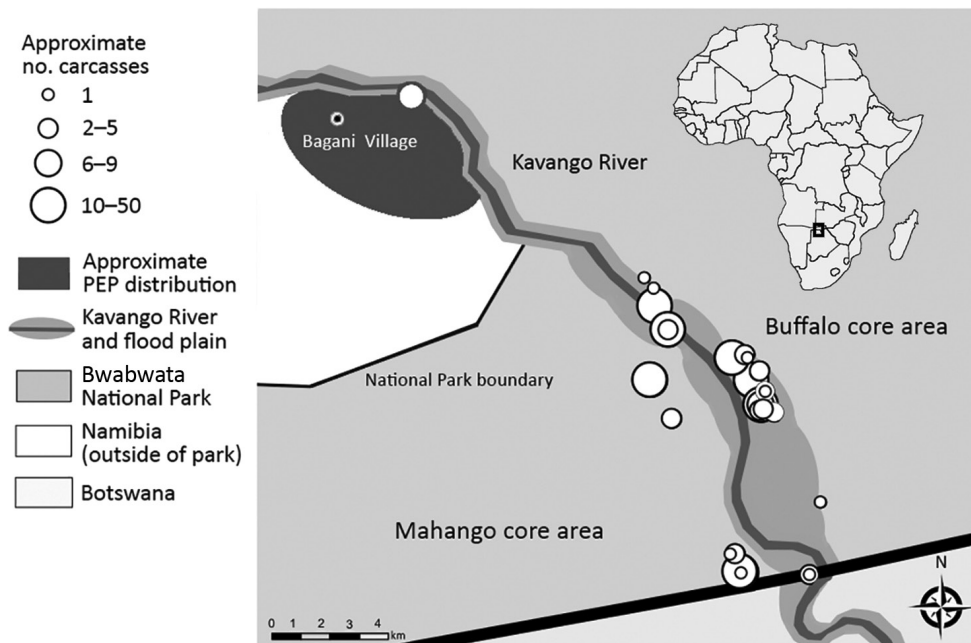 Approximate
no. carcasses
1
2–5
6–9
10–50
Approximate
PEP distribution
Kavango River
and flood plain
Bwabwata
National Park
Namibia
(outside of park)
Botswana
Bagani Village
Kavango River
Buffalo core area
National Park boundary
Mahango core area
N
0 1 2 3 4
km